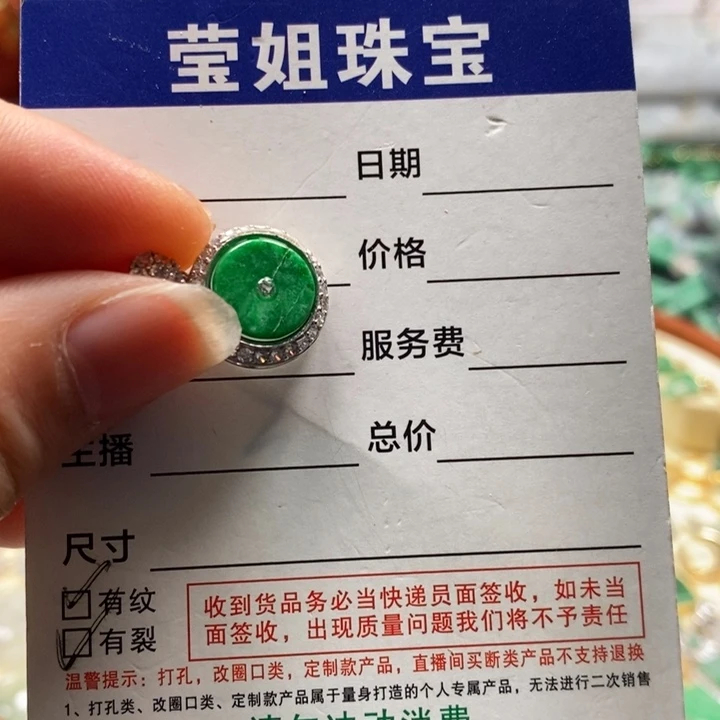 莹姐珠宝
日期
价格
服务费
主播
总价
尺寸
有纹
有裂
收到货品务必当快递员面签收，如未当
面签收，出现质量问题我们将不予责任
温警提示：打孔，改圈口类，定制款产品，直播间买断类产品不支持退换
1、打孔类、改圈口类、定制款产品属于量身打造的个人专属产品，无法进行二次销售